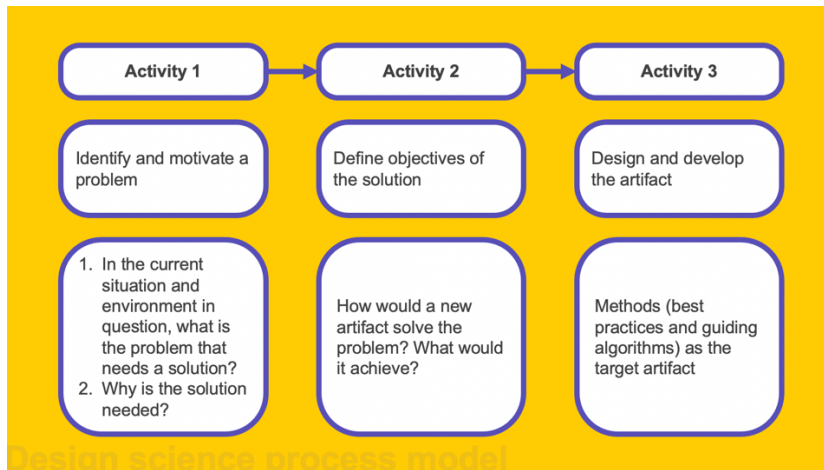 Activity 1
Activity 2
Activity 3
Identify and motivate a
problem
Define objectives of
the solution
Design and develop
the artifact
1. In the current
situation and
environment in
question, what is
the problem that
needs a solution?
2. Why is the solution
needed?
How would a new
artifact solve the
problem? What would
it achieve?
Methods (best
practices and guiding
algorithms) as the
target artifact
Design science process model